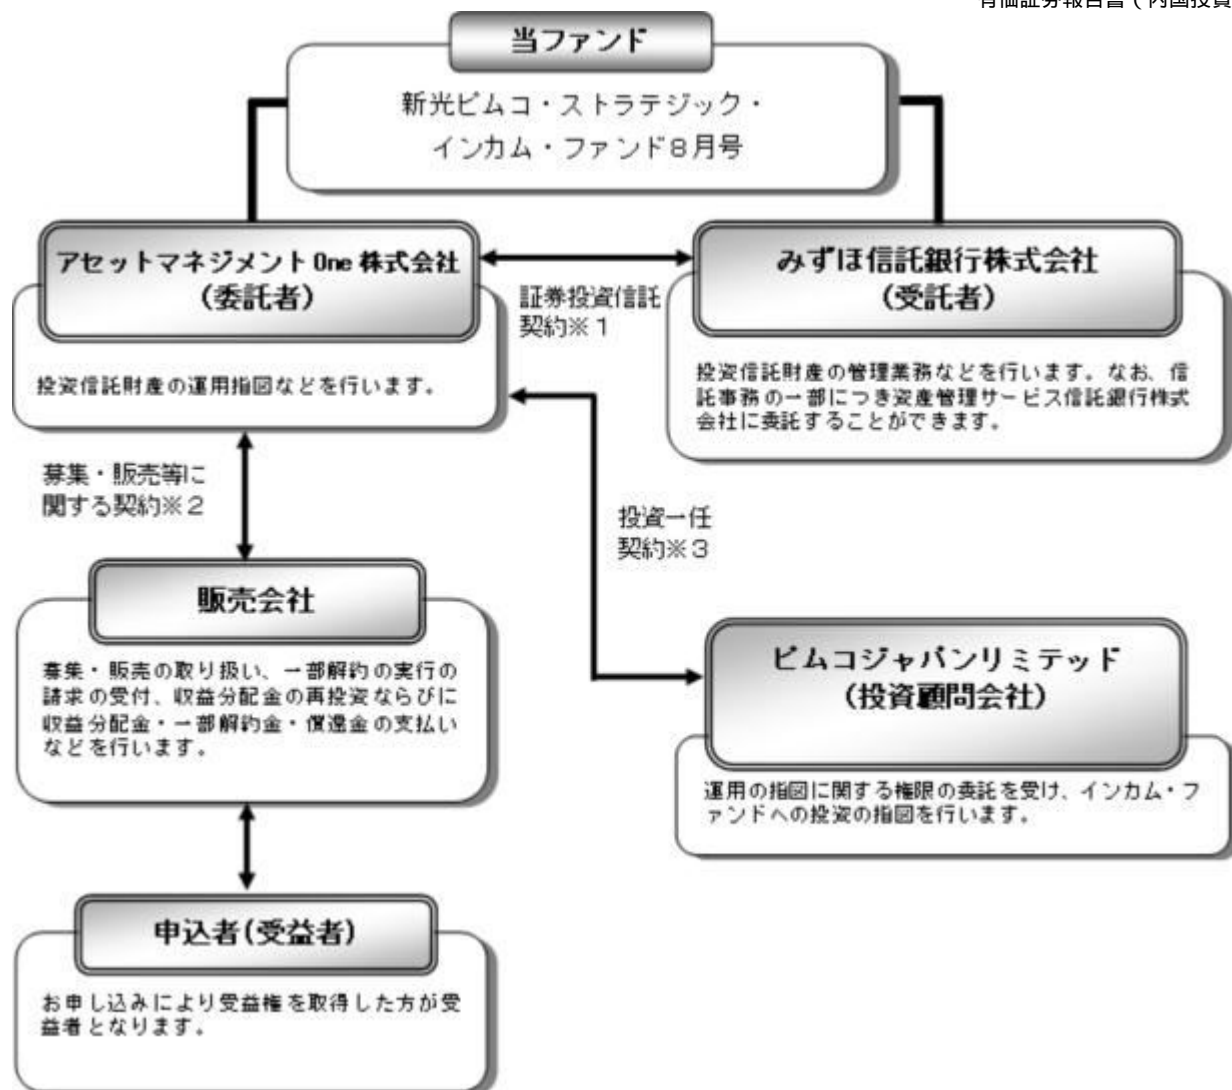 有価証券報告書（内国投資
当ファンド
新光ピムコ・ストラテジック・
インカム・ファンド８月号
アセットマネジメントOne 株式会社
（委託者）
投資信託財産の運用指図などを行います。
証券投資信託
契約※１
みずほ信託銀行株式会社
（受託者）
投資信託財産の管理業務などを行います。なお、信
託事務の一部につき資産管理サービス信託銀行株式
会社に委託することができます。
募集・販売等に
関する契約※２
投資一任
契約※３
販売会社
募集・販売の取り扱い、一部解約の実行の
請求の受付、収益分配金の再投資ならびに
収益分配金・一部解約金・償還金の支払い
などを行います。
ピムコジャパンリミテッド
（投資顧問会社）
運用の指図に関する権限の委託を受け、インカム・フ
ァンドへの投資の指図を行います。
申込者（受益者）
お申し込みにより受益権を取得した方が受
益者となります。